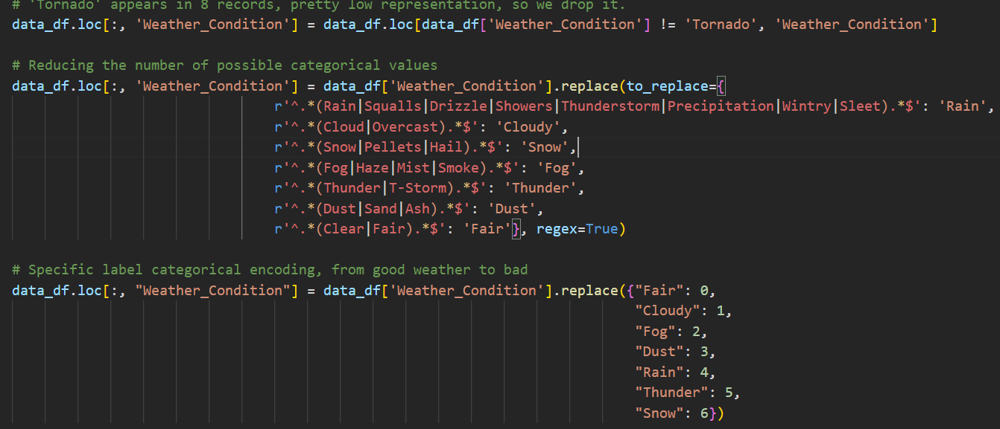 # 'Tornado' appears in 8 records, pretty low representation, so we drop it.
data_df.loc[:, 'Weather_Condition'] = data_df.loc[data_df['Weather_Condition'] != 'Tornado', 'Weather_Condition']
# Reducing the number of possible categorical values
data_df.loc[:, 'Weather_Condition'] = data_df['Weather_Condition'].replace(to_replace={
r'^.*(Rain|Squalls|Drizzle|Showers|Thunderstorm|Precipitation|Wintry|Sleet).*$': 'Rain',
r'^.*(Cloud|Overcast).*$': 'Cloudy',
r'^.*(Snow|Pellets|Hail).*$': 'Snow',
r'^.*(Fog|Haze|Mist|Smoke).*$': 'Fog',
r'^.*(Thunder|T-Storm).*$': 'Thunder',
r'^.*(Dust|Sand|Ash).*$': 'Dust',
r'^.*(Clear|Fair).*$': 'Fair'}, regex=True)
# Specific label categorical encoding, from good weather to bad
data_df.loc[:, "Weather_Condition"] = data_df['Weather_Condition'].replace({"Fair": 0,
"Cloudy": 1,
"Fog": 2,
"Dust": 3,
"Rain": 4,
"Thunder": 5,
"Snow": 6})